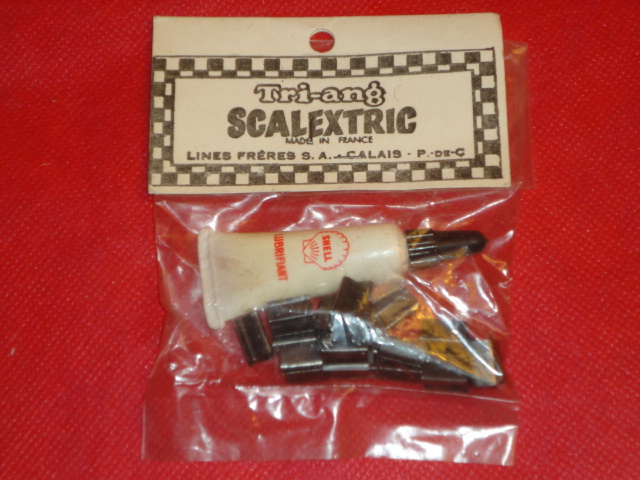 Tri-ang
SCALEXTRIC
MADE IN FRANCE
LINES FRÈRES S.A. - CALAIS - P.-DE-C
SHELL
LUBRIFIANT